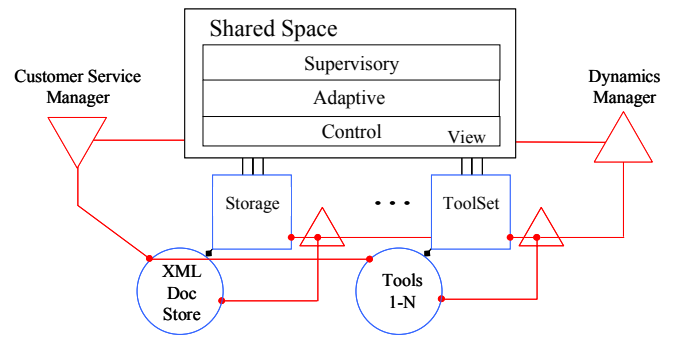 Shared Space
Supervisory
Adaptive
Control
View
Customer Service
Manager
Dynamics
Manager
Storage
• • •
ToolSet
XML
Doc
Store
Tools
1-N